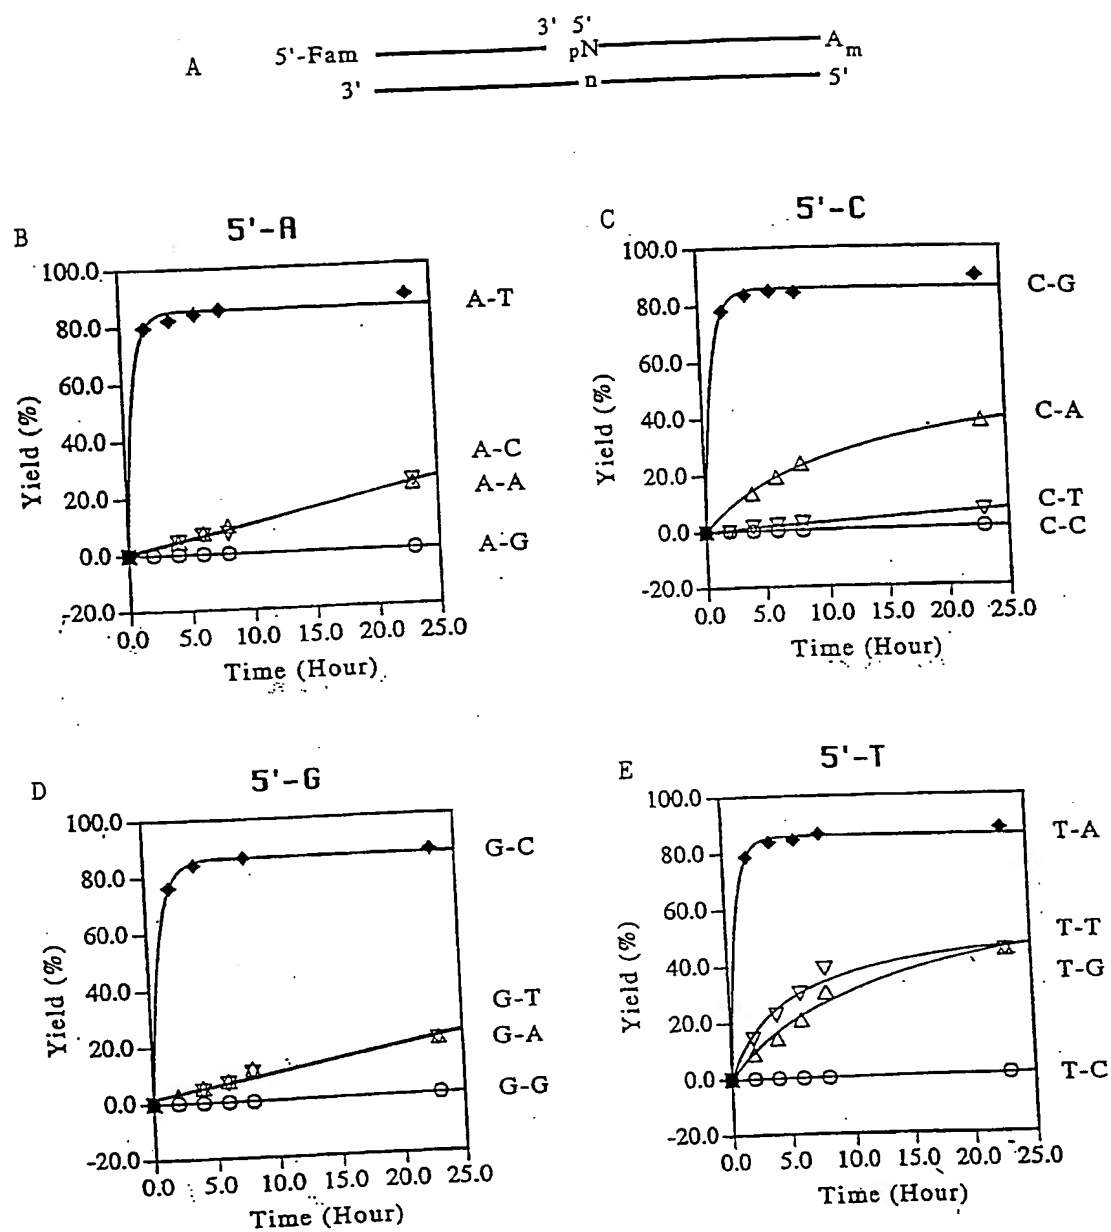 A
5'-Fam
3' 5'
pN
Am
3'
n
5'
B
5'-A
Yield (%)
100.0
80.0
60.0
40.0
20.0
0.0
-20.0
0.0 5.0 10.0 15.0 20.0 25.0
Time (Hour)
A-T
A-C
A-A
A-G
C
5'-C
Yield (%)
100.0
80.0
60.0
40.0
20.0
0.0
-20.0
0.0 5.0 10.0 15.0 20.0 25.0
Time (Hour)
C-G
C-A
C-T
C-C
D
5'-G
Yield (%)
100.0
80.0
60.0
40.0
20.0
0.0
-20.0
0.0 5.0 10.0 15.0 20.0 25.0
Time (Hour)
G-C
G-T
G-A
G-G
E
5'-T
Yield (%)
100.0
80.0
60.0
40.0
20.0
0.0
-20.0
0.0 5.0 10.0 15.0 20.0 25.0
Time (Hour)
T-A
T-T
T-G
T-C